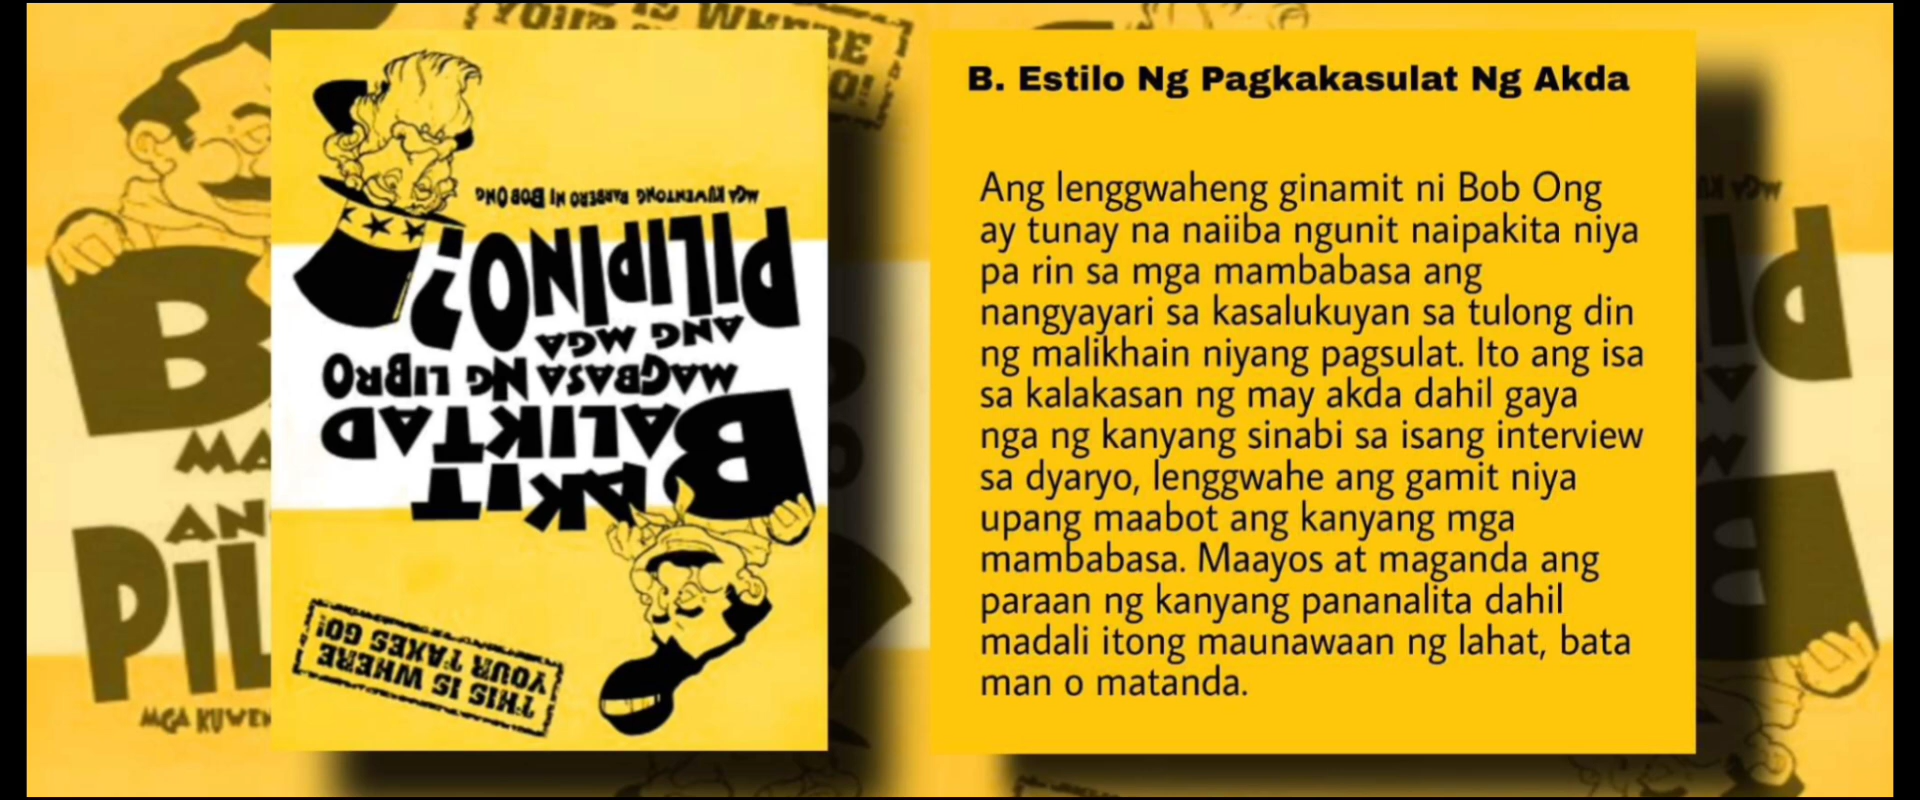 MGA KUWENTONG BARBERO NI BOB ONG
PILIPINO?
ANG MGA
MAGBASA NG LIBRO
BALIKTAD
BAKIT
THIS IS WHERE
YOUR TAXES GO!
B. Estilo Ng Pagkakasulat Ng Akda
Ang lenggwaheng ginamit ni Bob Ong
ay tunay na naiiba ngunit naipakita niya
pa rin sa mga mambabasa ang
nangyayari sa kasalukuyan sa tulong din
ng malikhain niyang pagsulat. Ito ang isa
sa kalakasan ng may akda dahil gaya
nga ng kanyang sinabi sa isang interview
sa dyaryo, lenggwahe ang gamit niya
upang maabot ang kanyang mga
mambabasa. Maayos at maganda ang
paraan ng kanyang pananalita dahil
madali itong maunawaan ng lahat, bata
man o matanda.